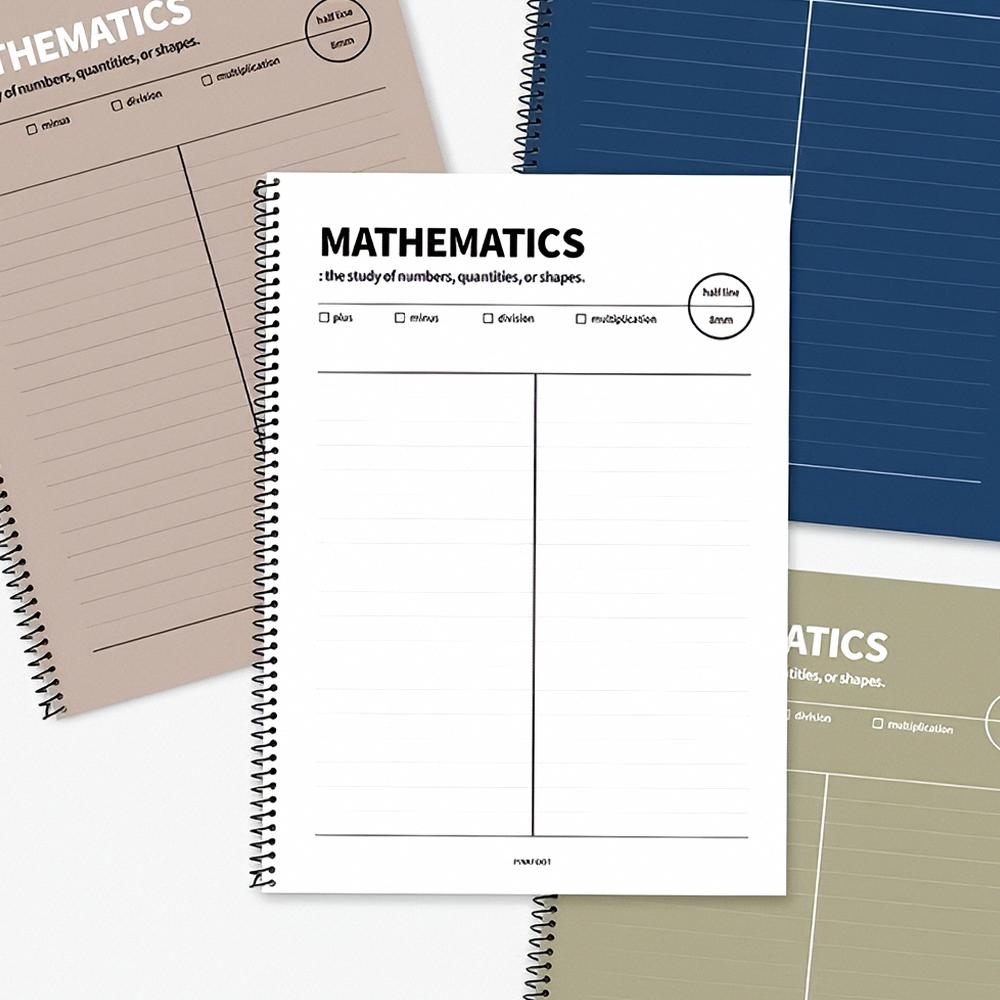 THEMATICS
of numbers, quantities, or shapes.
half line
8mm
minus
division
multiplication
MATHEMATICS
: the study of numbers, quantities, or shapes.
half line
8mm
plus
minus
division
multiplication
ATICS
tities, or shapes.
division
multiplication